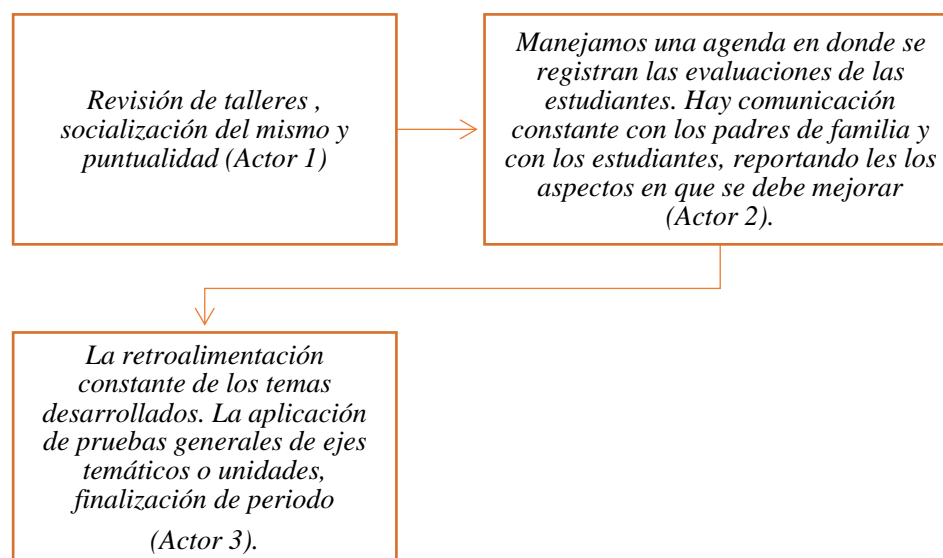 Revisión de talleres ,
socialización del mismo y
puntualidad (Actor 1)
Manejamos una agenda en donde se
registran las evaluaciones de las
estudiantes. Hay comunicación
constante con los padres de familia y
con los estudiantes, reportando les los
aspectos en que se debe mejorar
(Actor 2).
La retroalimentación
constante de los temas
desarrollados. La aplicación
de pruebas generales de ejes
temáticos o unidades,
finalización de periodo
(Actor 3).